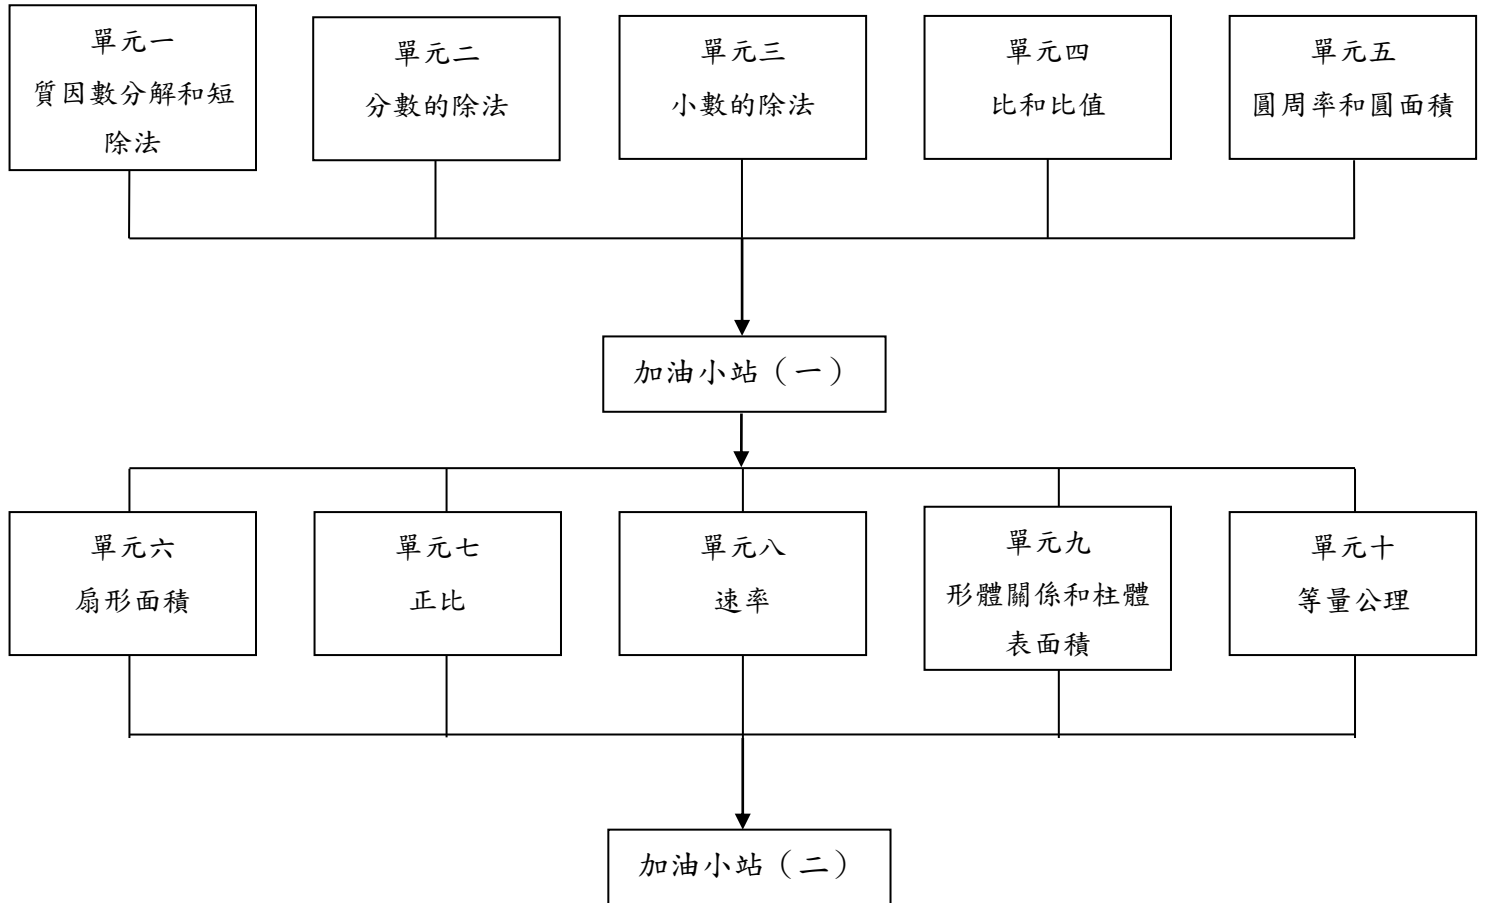 單元一
質因數分解和短
除法
單元二
分數的除法
單元三
小數的除法
單元四
比和比值
單元五
圓周率和圓面積
加油小站（一）
單元六
扇形面積
單元七
正比
單元八
速率
單元九
形體關係和柱體
表面積
單元十
等量公理
加油小站（二）